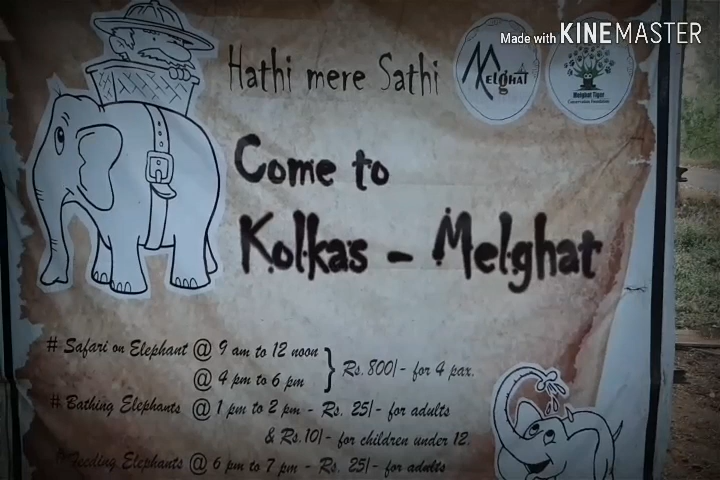 Made with KINEMASTER
Hathi mere Sathi
Melghat
Melghat Tiger
Conservation Foundation
Come to
Kolkas - Melghat
# Safari on Elephant @ 9 am to 12 noon
@ 4 pm to 6 pm } Rs. 800/- for 4 pax.
# Bathing Elephants @ 1 pm to 2 pm - Rs. 25/- for adults
& Rs. 10/- for children under 12.
# Feeding Elephants @ 6 pm to 7 pm - Rs. 25/- for adults